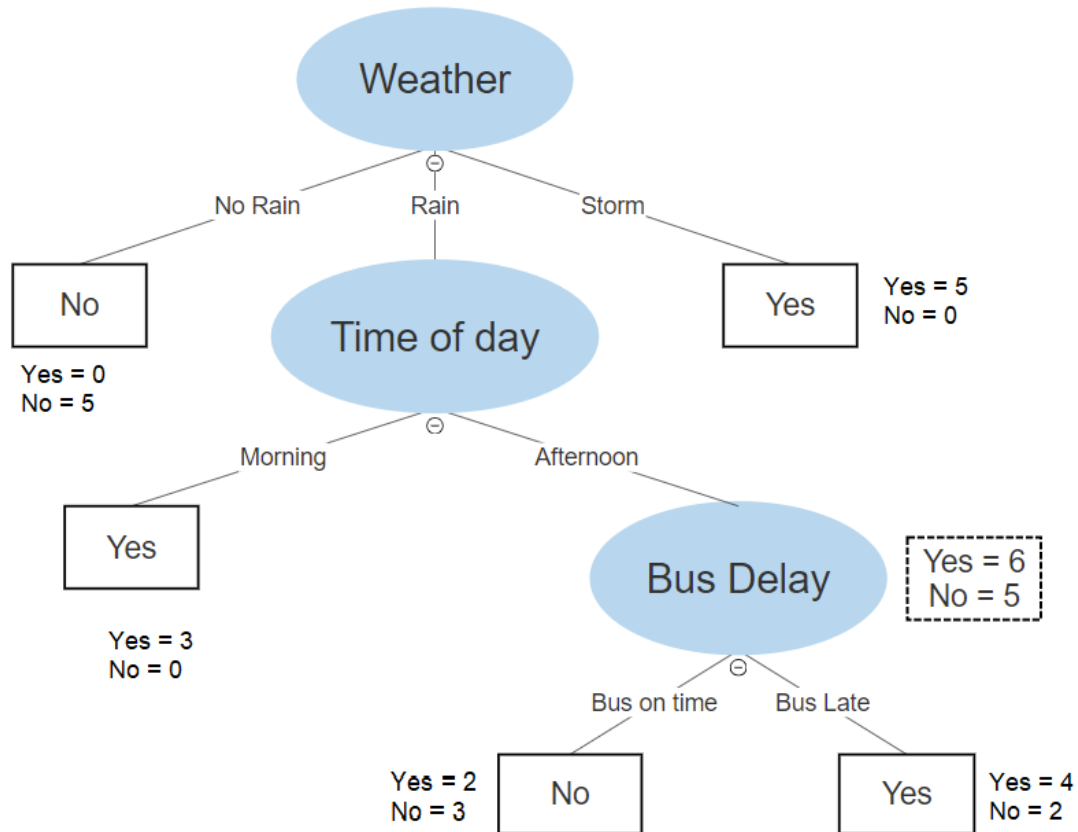 Weather
No Rain
Rain
Storm
No
Yes = 0
No = 5
Time of day
Yes
Yes = 5
No = 0
Morning
Afternoon
Yes
Yes = 3
No = 0
Bus Delay
Yes = 6
No = 5
Bus on time
Bus Late
Yes = 2
No = 3
No
Yes
Yes = 4
No = 2